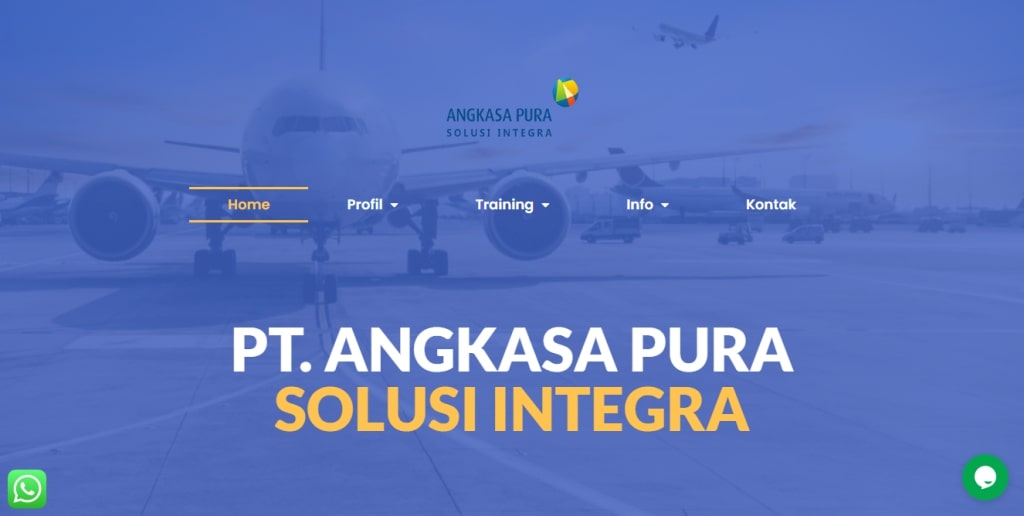 ANGKASA PURA
SOLUSI INTEGRA
Home Profil Training Info Kontak
PT. ANGKASA PURA
SOLUSI INTEGRA